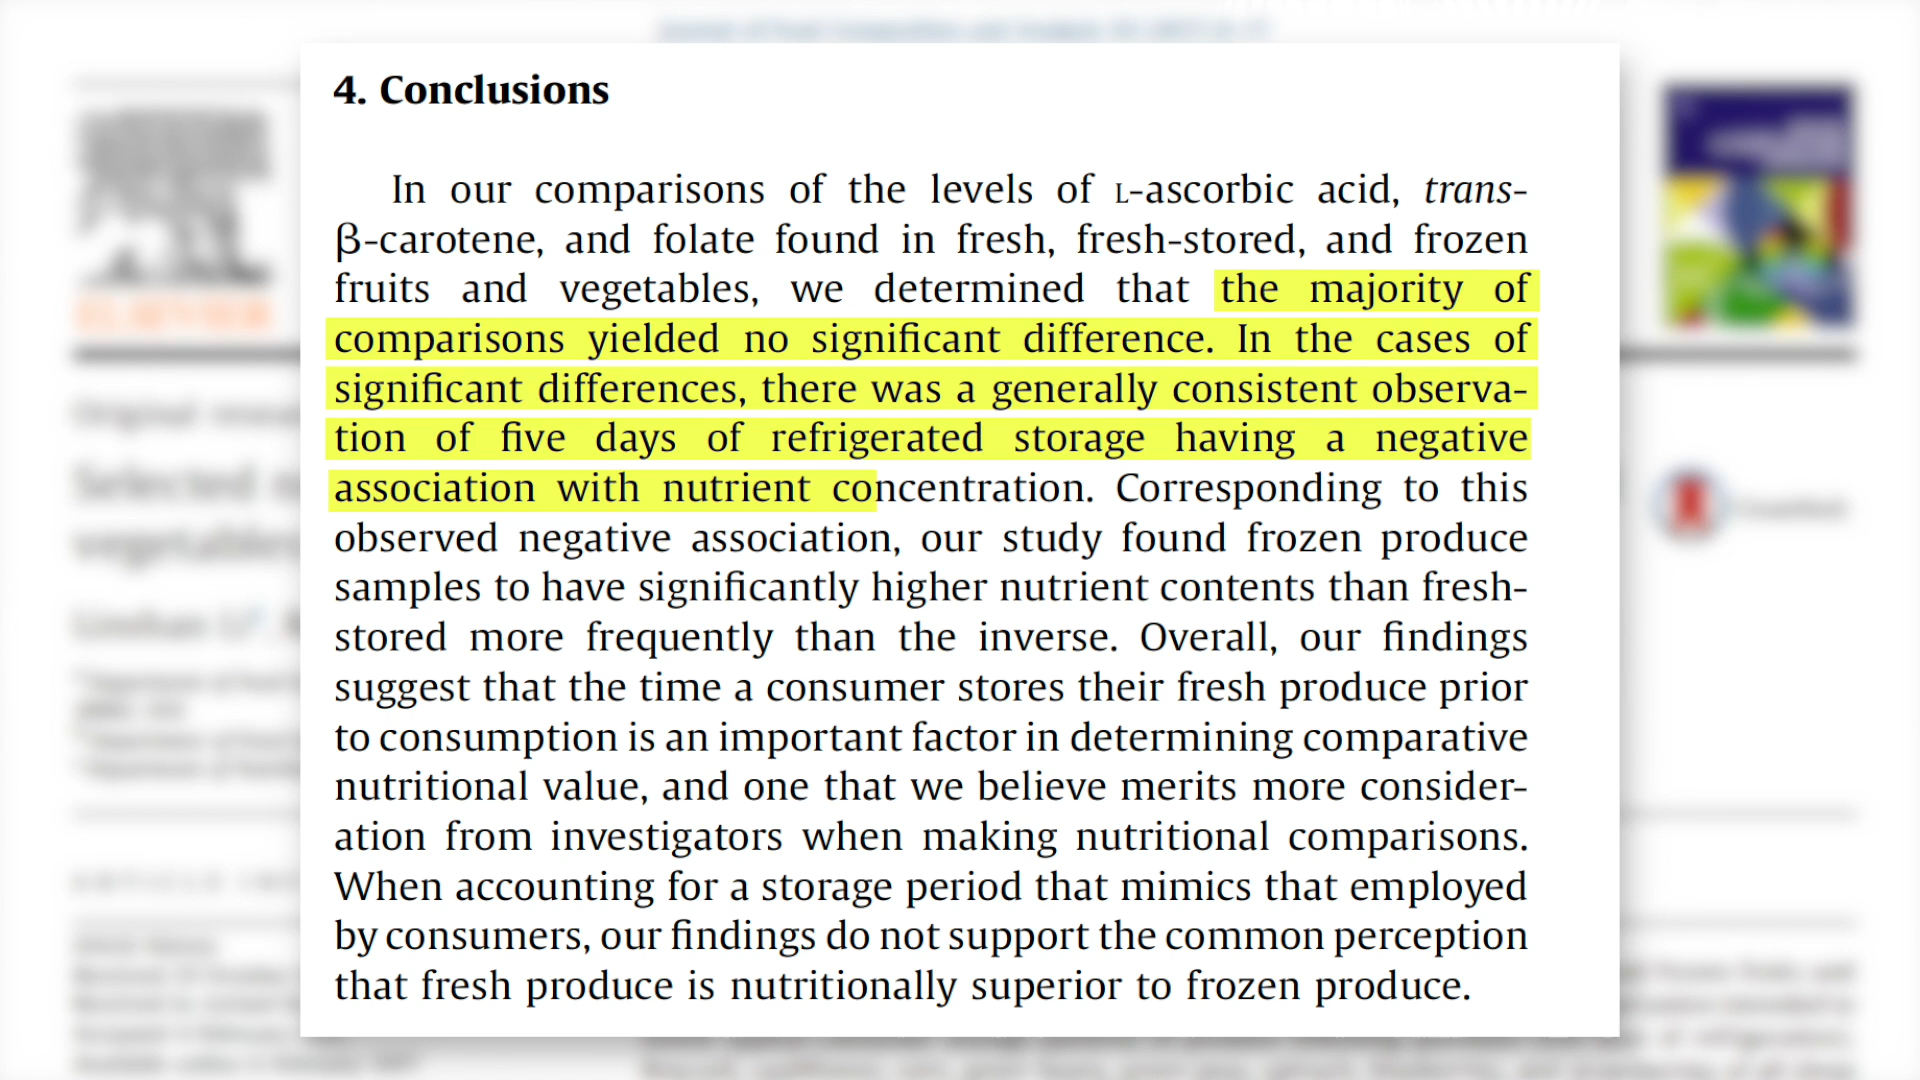 4. Conclusions
In our comparisons of the levels of L-ascorbic acid, trans-
β-carotene, and folate found in fresh, fresh-stored, and frozen
fruits and vegetables, we determined that the majority of
comparisons yielded no significant difference. In the cases of
significant differences, there was a generally consistent observa-
tion of five days of refrigerated storage having a negative
association with nutrient concentration. Corresponding to this
observed negative association, our study found frozen produce
samples to have significantly higher nutrient contents than fresh-
stored more frequently than the inverse. Overall, our findings
suggest that the time a consumer stores their fresh produce prior
to consumption is an important factor in determining comparative
nutritional value, and one that we believe merits more consider-
ation from investigators when making nutritional comparisons.
When accounting for a storage period that mimics that employed
by consumers, our findings do not support the common perception
that fresh produce is nutritionally superior to frozen produce.
ELSEVIER
Selected
vegetables